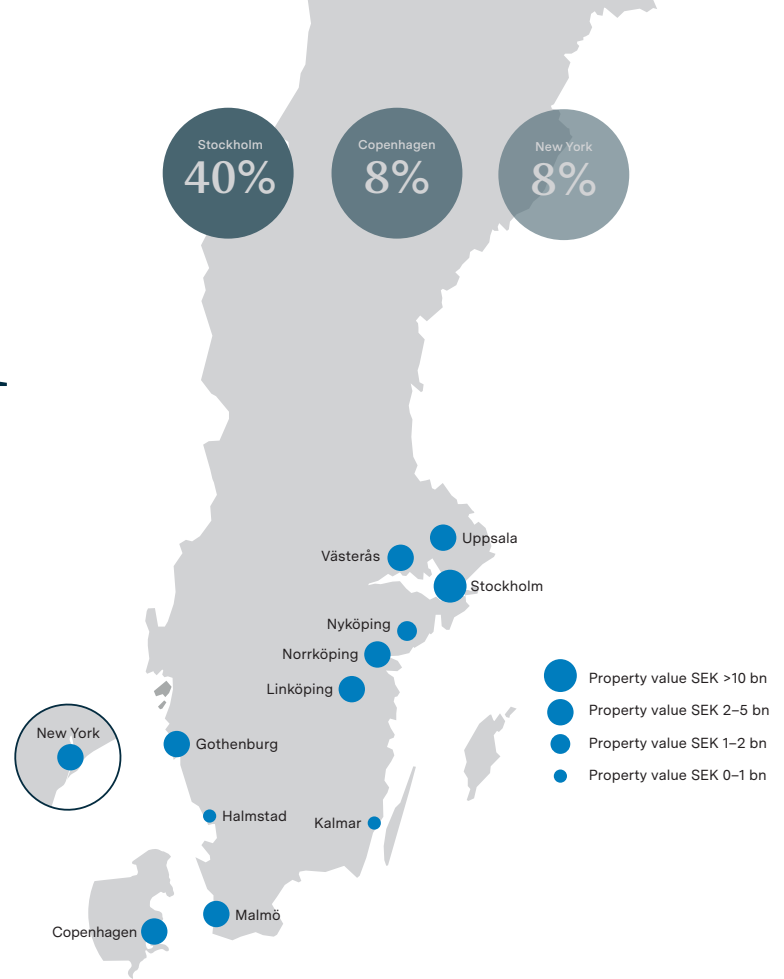 Stockholm
40%
Copenhagen
8%
New York
8%
Uppsala
Västerås
Stockholm
Nyköping
Norrköping
Linköping
Property value SEK >10 bn
Property value SEK 2–5 bn
Property value SEK 1–2 bn
Property value SEK 0–1 bn
New York
Gothenburg
Halmstad
Kalmar
Malmö
Copenhagen